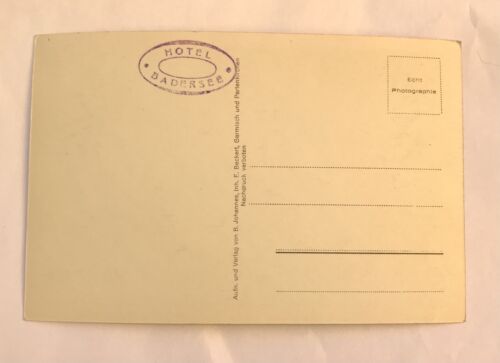 HOTEL
BADERSEE
Echt
Photographie
Aufn. und Verlag von B. Johannes, Inh. E. Beckert, Garmisch und Partenkirchen
Nachdruck verboten